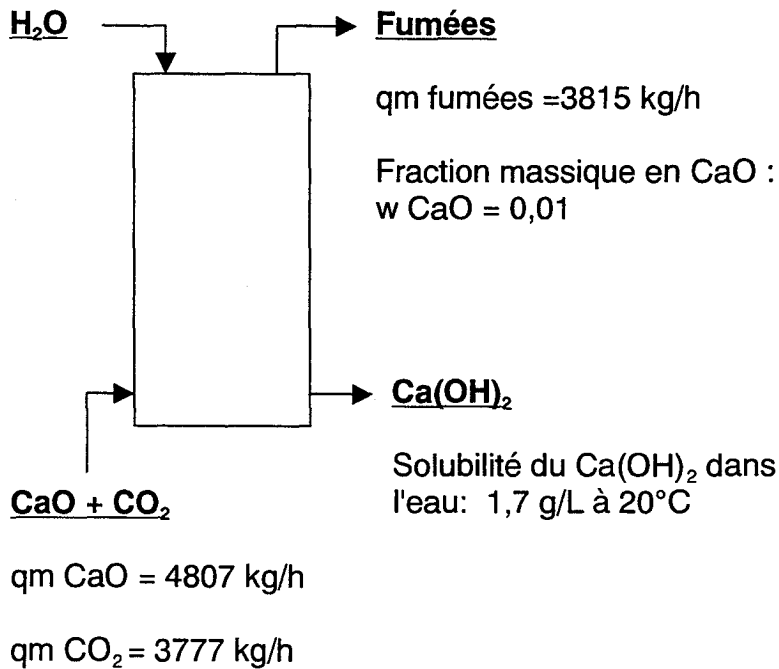 H₂O
Fumées
qm fumées =3815 kg/h
Fraction massique en CaO :
w CaO = 0,01
Ca(OH)₂
Solubilité du Ca(OH)₂ dans
l'eau: 1,7 g/L à 20°C
CaO + CO₂
qm CaO = 4807 kg/h
qm CO₂ = 3777 kg/h